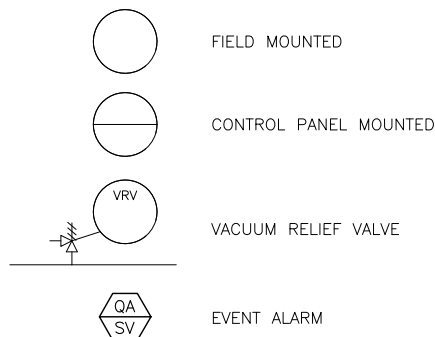 FIELD MOUNTED
CONTROL PANEL MOUNTED
VRV
VACUUM RELIEF VALVE
QA
SV
EVENT ALARM